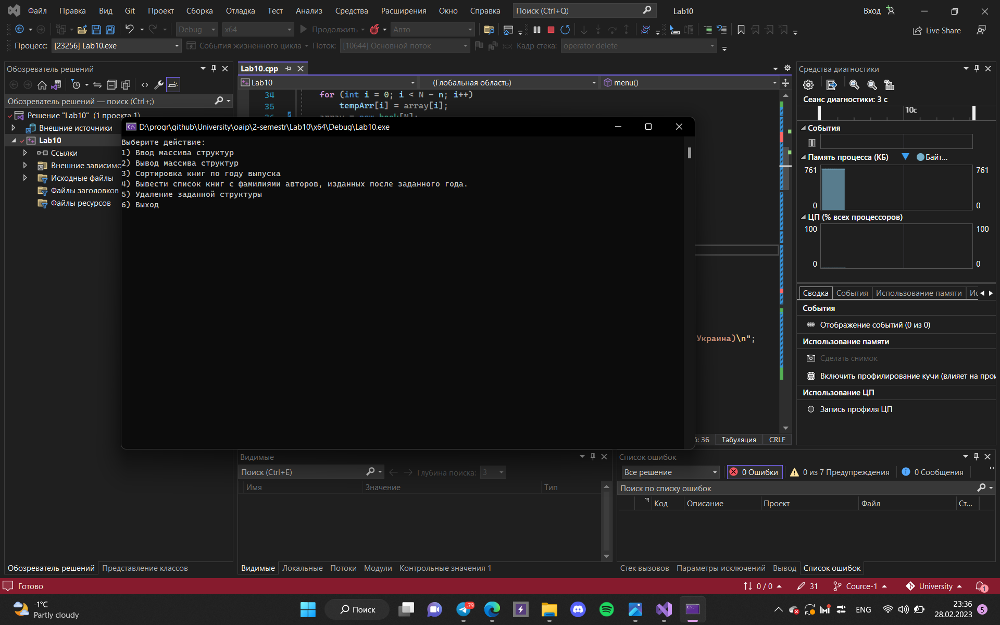 Файл Правка Вид Git Проект Сборка Отладка Тест Анализ Средства Расширения Окно Справка Поиск (Ctrl+Q) Lab10 Вход
Debug x64 Продолжить Авто Live Share
Процесс: [23256] Lab10.exe События жизненного цикла Поток: [10644] Основной поток Кадр стека: operator delete
Обозреватель решений
Обозреватель решений — поиск (Ctrl+;)
Решение "Lab10" (1 проекта 1)
Внешние источники
Lab10
Ссылки
Внешние зависимо
Исходные файлы
Файлы заголовков
Файлы ресурсов
Lab10.cpp
Lab10 (Глобальная область) menu()
34 for (int i = 0; i < N - n; i++)
35 tempArr[i] = array[i];
36 array = new book[N];
D:\progr\github\University\oaip\2-semestr\Lab10\x64\Debug\Lab10.exe
Выберите действие:
1) Ввод массива структур
2) Вывод массива структур
3) Сортировка книг по году выпуска
4) Вывести список книг с фамилиями авторов, изданных после заданного года.
5) Удаление заданной структуры
6) Выход
Украина)\n";
: 36 Табуляция CRLF
Средства диагностики
Сеанс диагностики: 3 с
10с
События
Память процесса (КБ) Байт...
761 761
0 0
ЦП (% всех процессоров)
100 100
0 0
Сводка События Использование памяти Ис
События
Отображение событий (0 из 0)
Использование памяти
Сделать снимок
Включить профилирование кучи (влияет на прои
Использование ЦП
Запись профиля ЦП
Видимые
Поиск (Ctrl+E) Глубина поиска: 3
Имя Значение Тип
Список ошибок
Все решение 0 Ошибки 0 из 7 Предупреждения 0 Сообщения
Поиск по списку ошибок
Код Описание Проект Файл Ст...
Обозреватель решений Представление классов
Видимые Локальные Потоки Модули Контрольные значения 1
Стек вызовов Параметры исключений Вывод Список ошибок
Готово 0 / 0 31 Cource-1 University 1
-1°C
Partly cloudy
Поиск
79
ENG
23:36
28.02.2023
5